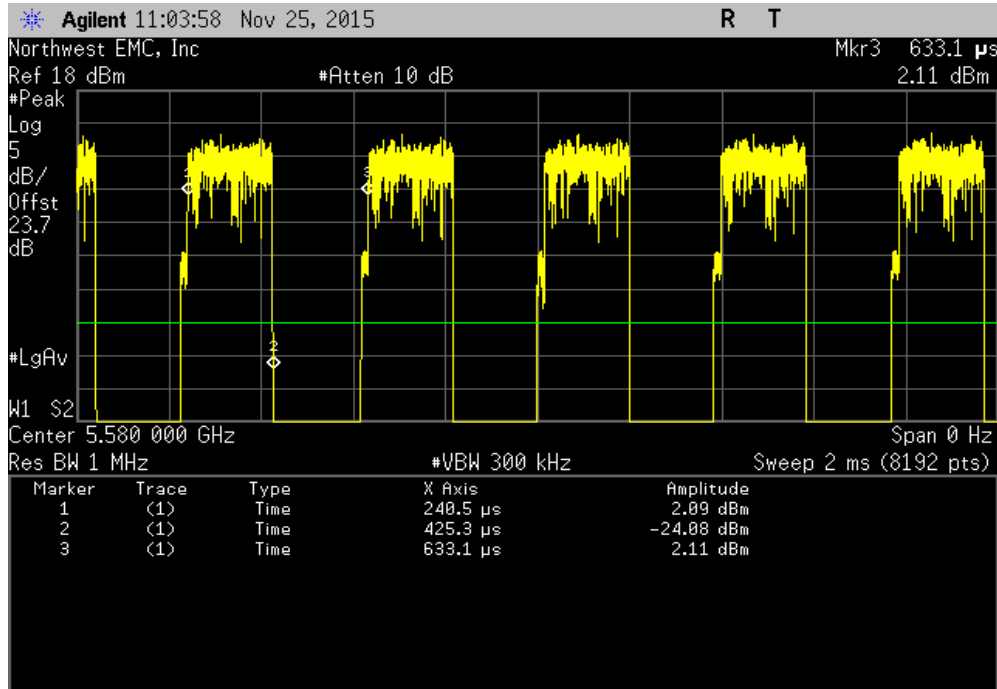 Agilent 11:03:58 Nov 25, 2015 R T
Northwest EMC, Inc Mkr3 633.1 µs
Ref 18 dBm #Atten 10 dB 2.11 dBm
#Peak
Log
5
dB/
Offst
23.7
dB
1
3
2
#LgAv
W1 S2
Center 5.580 000 GHz Span 0 Hz
Res BW 1 MHz #VBW 300 kHz Sweep 2 ms (8192 pts)
Marker Trace Type X Axis Amplitude
1 (1) Time 240.5 µs 2.09 dBm
2 (1) Time 425.3 µs -24.08 dBm
3 (1) Time 633.1 µs 2.11 dBm